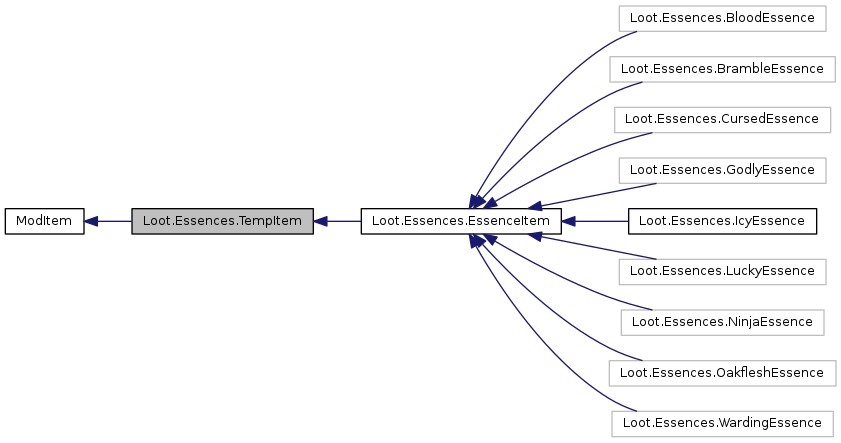 ModItem
Loot.Essences.TempItem
Loot.Essences.EssenceItem
Loot.Essences.BloodEssence
Loot.Essences.BrambleEssence
Loot.Essences.CursedEssence
Loot.Essences.GodlyEssence
Loot.Essences.IcyEssence
Loot.Essences.LuckyEssence
Loot.Essences.NinjaEssence
Loot.Essences.OakfleshEssence
Loot.Essences.WardingEssence